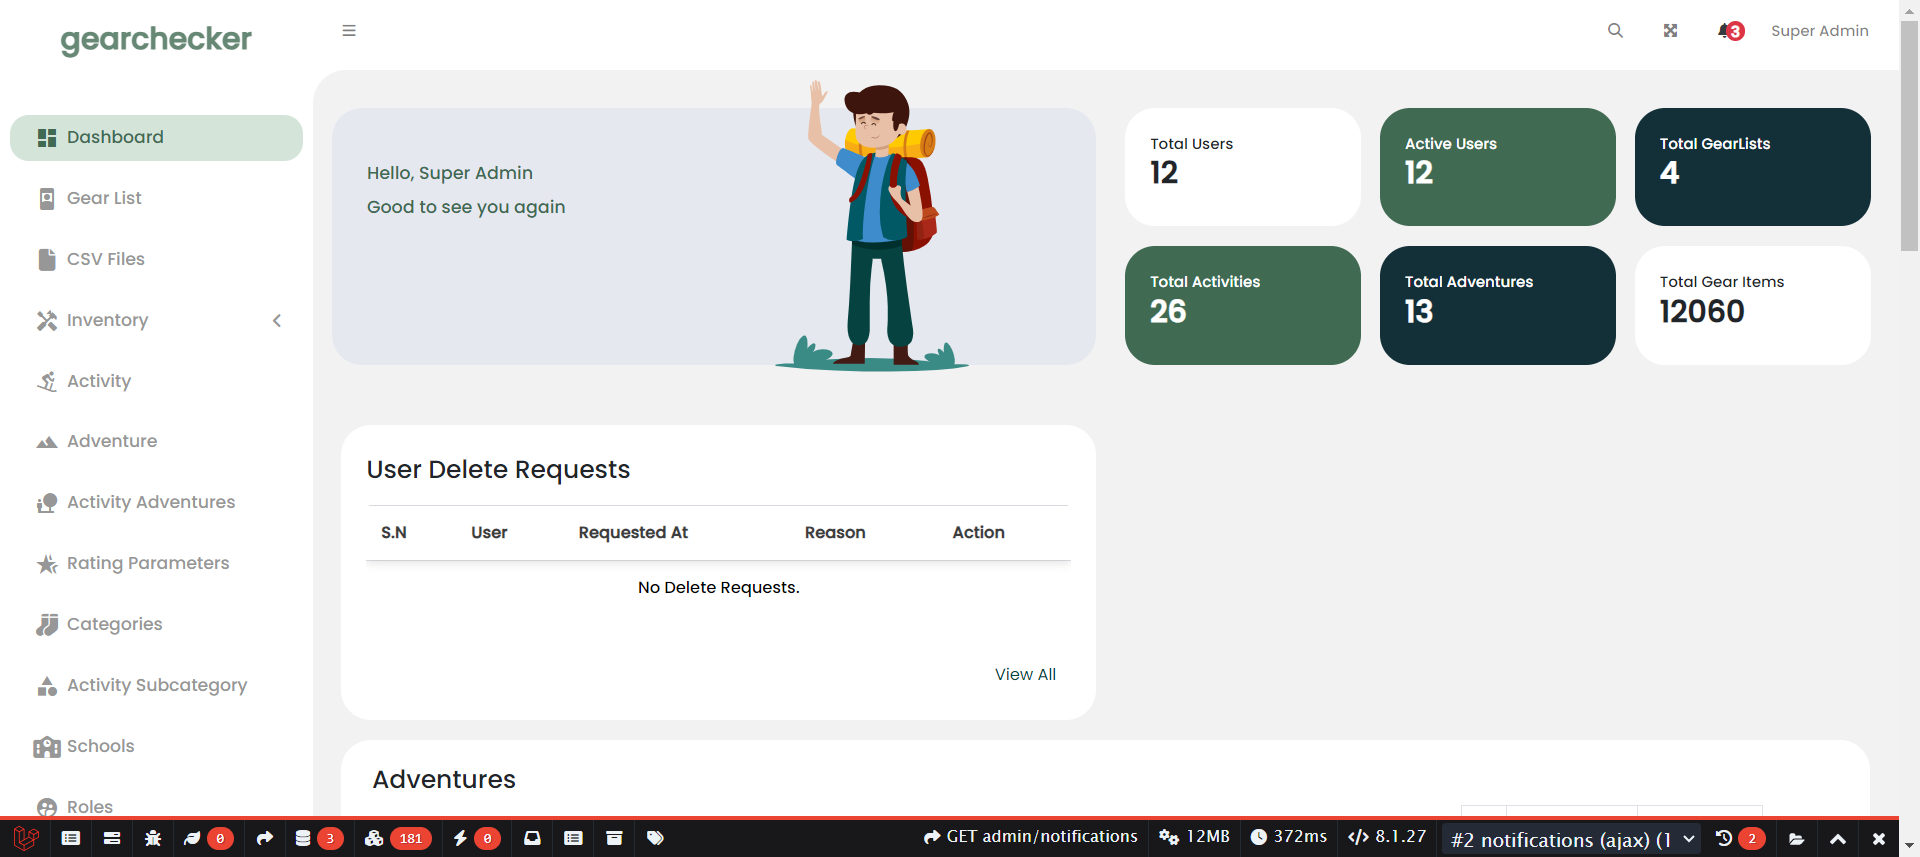 gearchecker
3
Super Admin
Dashboard
Gear List
CSV Files
Inventory
Activity
Adventure
Activity Adventures
Rating Parameters
Categories
Activity Subcategory
Schools
Roles
Hello, Super Admin
Good to see you again
Total Users
12
Active Users
12
Total GearLists
4
Total Activities
26
Total Adventures
13
Total Gear Items
12060
User Delete Requests
S.N User Requested At Reason Action
No Delete Requests.
View All
Adventures
0 3 181 0 GET admin/notifications 12MB 372ms 8.1.27 #2 notifications (ajax) (1 2